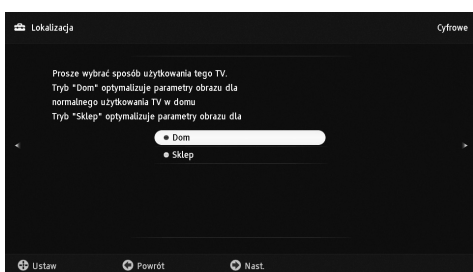 Lokalizacja Cyfrowe
Prosze wybrać sposób użytkowania tego TV.
Tryb "Dom" optymalizuje parametry obrazu dla
normalnego użytkowania TV w domu
Tryb "Sklep" optymalizuje parametry obrazu dla
Dom
Sklep
Ustaw Powrót Nast.